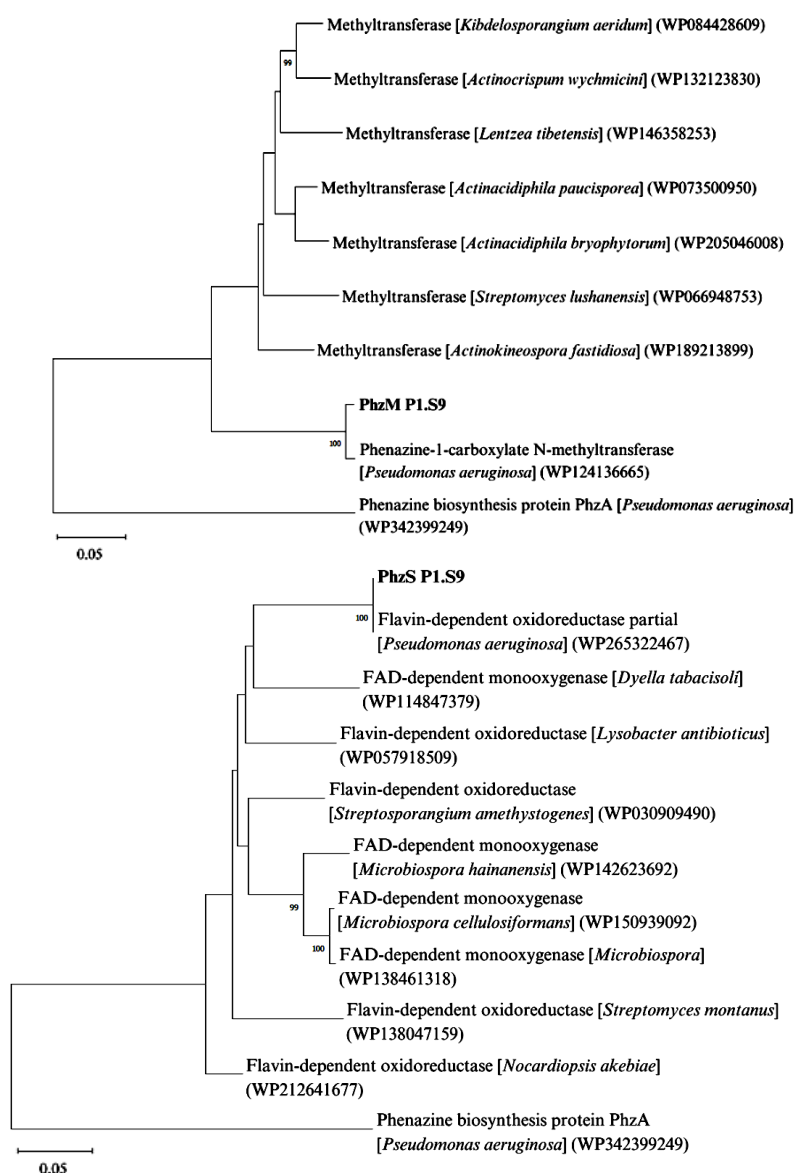 Methyltransferase [Kibdelosporangium aeridum] (WP084428609)
99
Methyltransferase [Actinocrispum wychmicini] (WP132123830)
Methyltransferase [Lentzea tibetensis] (WP146358253)
Methyltransferase [Actinacidiphila paucisporea] (WP073500950)
Methyltransferase [Actinacidiphila bryophytorum] (WP205046008)
Methyltransferase [Streptomyces lushanensis] (WP066948753)
Methyltransferase [Actinokineospora fastidiosa] (WP189213899)
PhzM P1.S9
100
Phenazine-1-carboxylate N-methyltransferase
[Pseudomonas aeruginosa] (WP124136665)
Phenazine biosynthesis protein PhzA [Pseudomonas aeruginosa]
(WP342399249)
0.05
PhzS P1.S9
100
Flavin-dependent oxidoreductase partial
[Pseudomonas aeruginosa] (WP265322467)
FAD-dependent monooxygenase [Dyella tabacisoli]
(WP114847379)
Flavin-dependent oxidoreductase [Lysobacter antibioticus]
(WP057918509)
Flavin-dependent oxidoreductase
[Streptosporangium amethystogenes] (WP030909490)
FAD-dependent monooxygenase
[Microbiospora hainanensis] (WP142623692)
99
FAD-dependent monooxygenase
[Microbiospora cellulosiformans] (WP150939092)
100
FAD-dependent monooxygenase [Microbiospora]
(WP138461318)
Flavin-dependent oxidoreductase [Streptomyces montanus]
(WP138047159)
Flavin-dependent oxidoreductase [Nocardiopsis akebiae]
(WP212641677)
Phenazine biosynthesis protein PhzA
[Pseudomonas aeruginosa] (WP342399249)
0.05